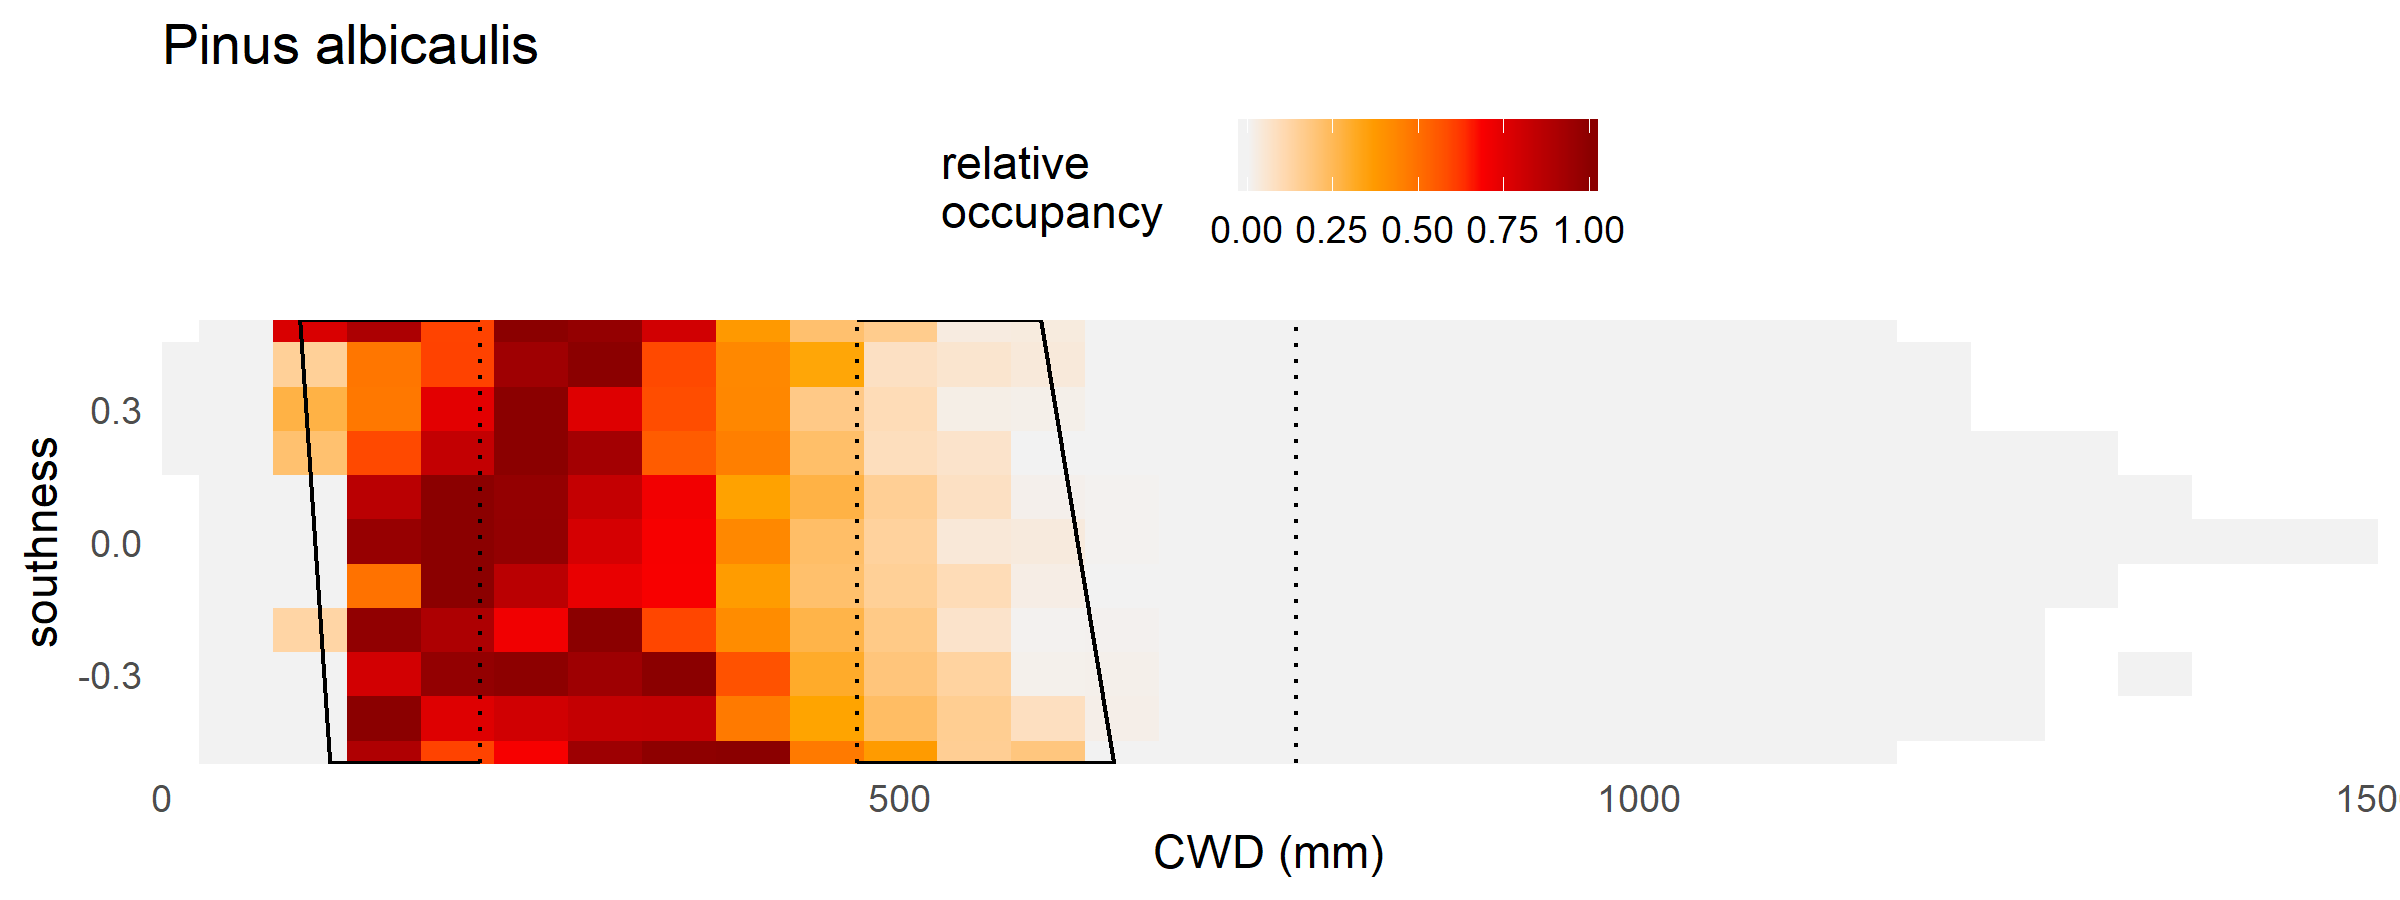 Pinus albicaulis
relative
occupancy
0.00 0.25 0.50 0.75 1.00
southness
0.3
0.0
-0.3
0 500 1000 150
CWD (mm)